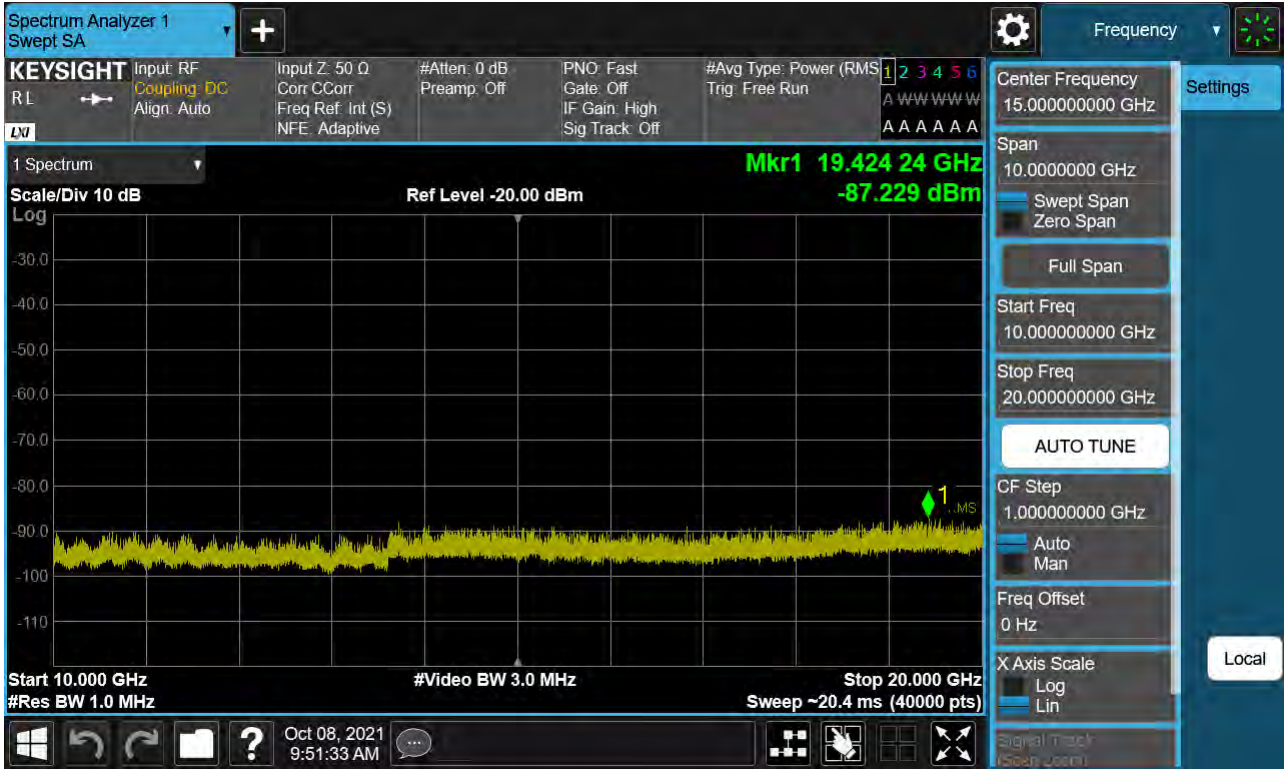 Spectrum Analyzer 1
Swept SA
Frequency
KEYSIGHT
R L
LXI
Input: RF
Coupling: DC
Align: Auto
Input Z: 50 Ω
Corr CCorr
Freq Ref: Int (S)
NFE: Adaptive
#Atten: 0 dB
Preamp: Off
PNO: Fast
Gate: Off
IF Gain: High
Sig Track: Off
#Avg Type: Power (RMS
Trig: Free Run
1 2 3 4 5 6
A W W W W W
A A A A A A
1 Spectrum
Scale/Div 10 dB
Log
Ref Level -20.00 dBm
Mkr1 19.424 24 GHz
-87.229 dBm
-30.0
-40.0
-50.0
-60.0
-70.0
-80.0
-90.0
-100
-110
1
..MS
Start 10.000 GHz
#Res BW 1.0 MHz
#Video BW 3.0 MHz
Stop 20.000 GHz
Sweep ~20.4 ms (40000 pts)
Center Frequency
15.000000000 GHz
Settings
Span
10.0000000 GHz
Swept Span
Zero Span
Full Span
Start Freq
10.000000000 GHz
Stop Freq
20.000000000 GHz
AUTO TUNE
CF Step
1.000000000 GHz
Auto
Man
Freq Offset
0 Hz
X Axis Scale
Log
Lin
Signal Track
(Span Zoom)
Local
?
Oct 08, 2021
9:51:33 AM